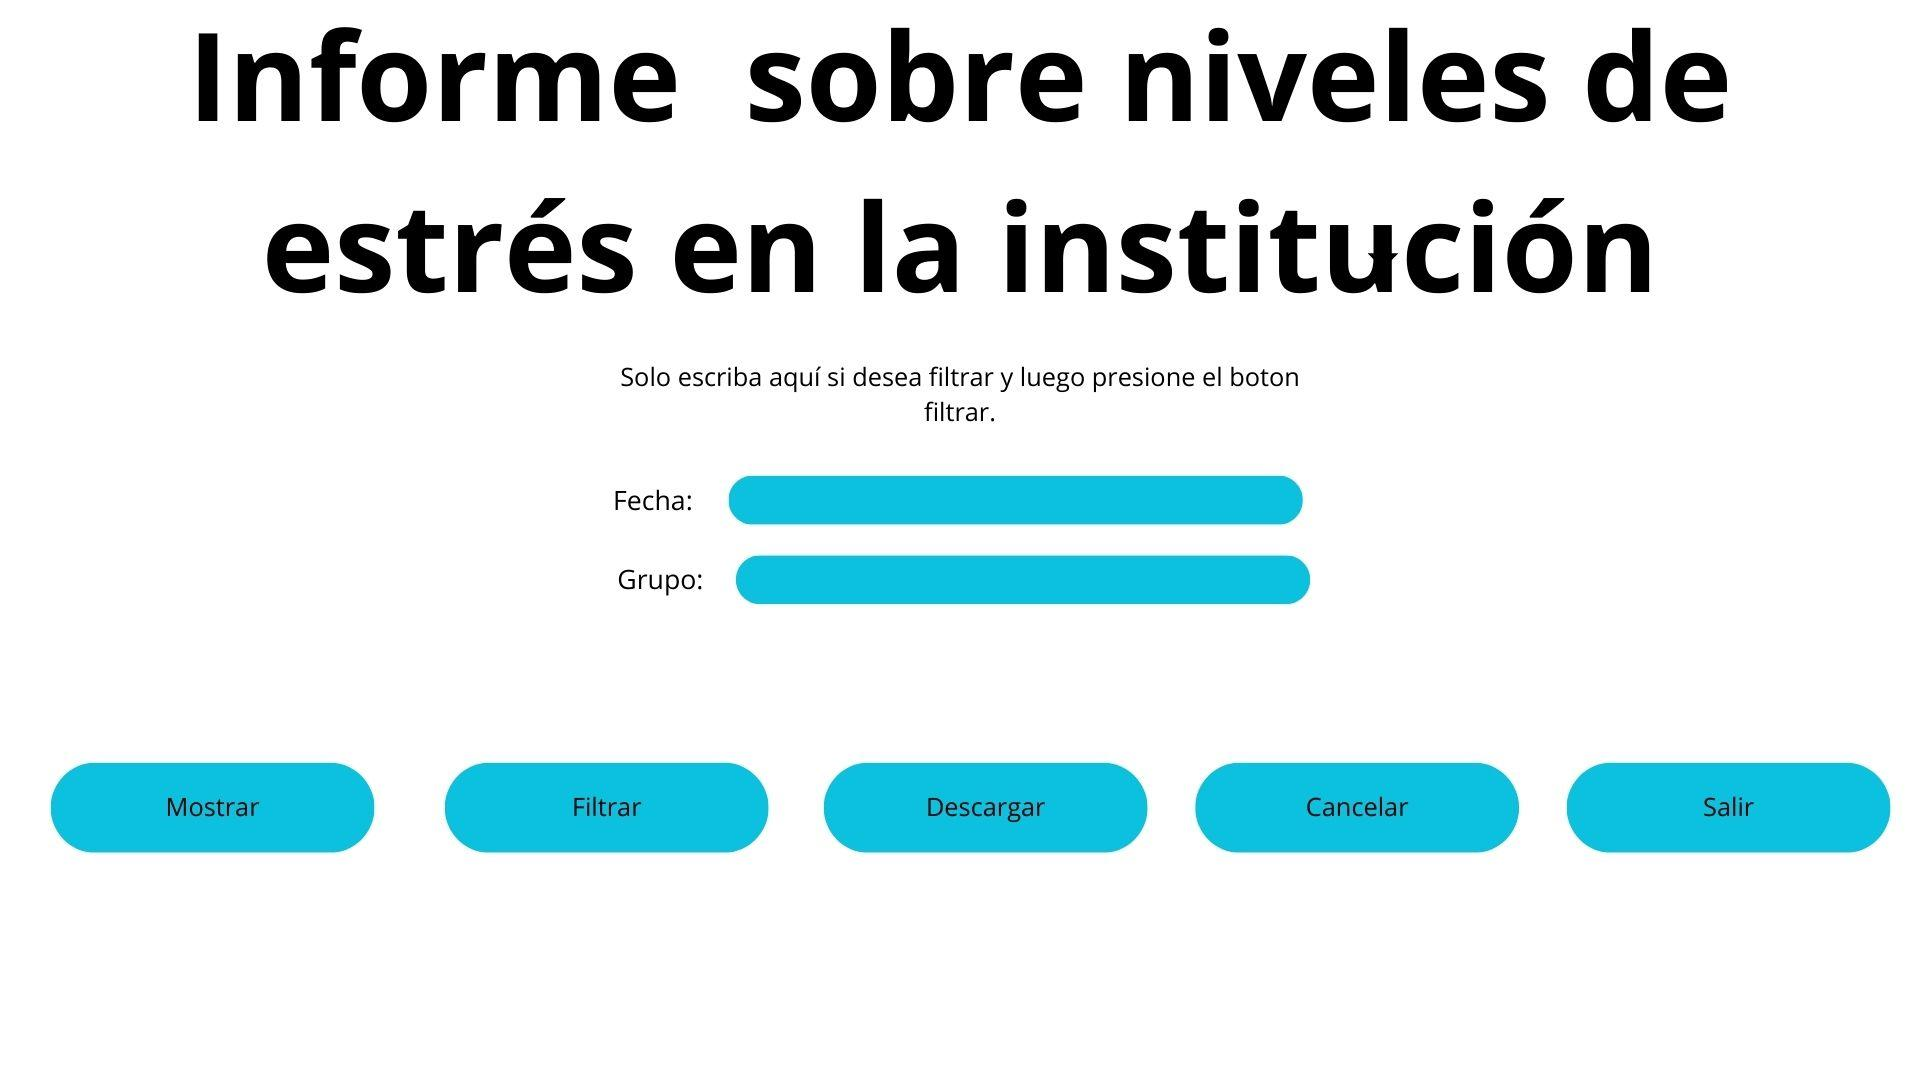 Informe  sobre niveles de
estrés en la institución
Solo escriba aquí si desea filtrar y luego presione el boton
filtrar.
Fecha:
Grupo:
Mostrar
Filtrar
Descargar
Cancelar
Salir